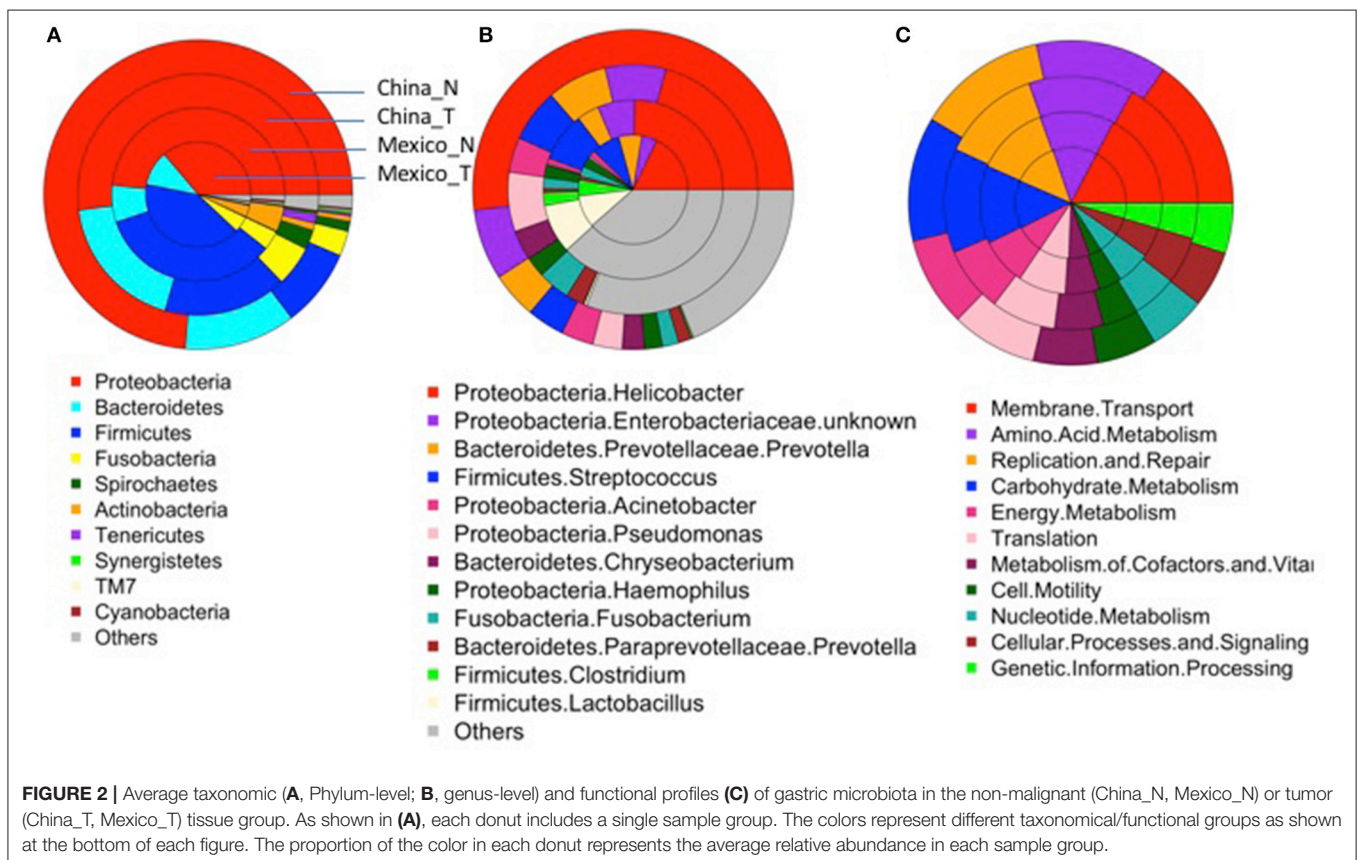 A
B
C
China_N
China_T
Mexico_N
Mexico_T
Proteobacteria
Bacteroidetes
Firmicutes
Fusobacteria
Spirochaetes
Actinobacteria
Tenericutes
Synergistetes
TM7
Cyanobacteria
Others
Proteobacteria.Helicobacter
Proteobacteria.Enterobacteriaceae.unknown
Bacteroidetes.Prevotellaceae.Prevotella
Firmicutes.Streptococcus
Proteobacteria.Acinetobacter
Proteobacteria.Pseudomonas
Bacteroidetes.Chryseobacterium
Proteobacteria.Haemophilus
Fusobacteria.Fusobacterium
Bacteroidetes.Paraprevotellaceae.Prevotella
Firmicutes.Clostridium
Firmicutes.Lactobacillus
Others
Membrane.Transport
Amino.Acid.Metabolism
Replication.and.Repair
Carbohydrate.Metabolism
Energy.Metabolism
Translation
Metabolism.of.Cofactors.and.Vitai
Cell.Motility
Nucleotide.Metabolism
Cellular.Processes.and.Signaling
Genetic.Information.Processing
FIGURE 2 | Average taxonomic (A, Phylum-level; B, genus-level) and functional profiles (C) of gastric microbiota in the non-malignant (China_N, Mexico_N) or tumor
(China_T, Mexico_T) tissue group. As shown in (A), each donut includes a single sample group. The colors represent different taxonomical/functional groups as shown
at the bottom of each figure. The proportion of the color in each donut represents the average relative abundance in each sample group.